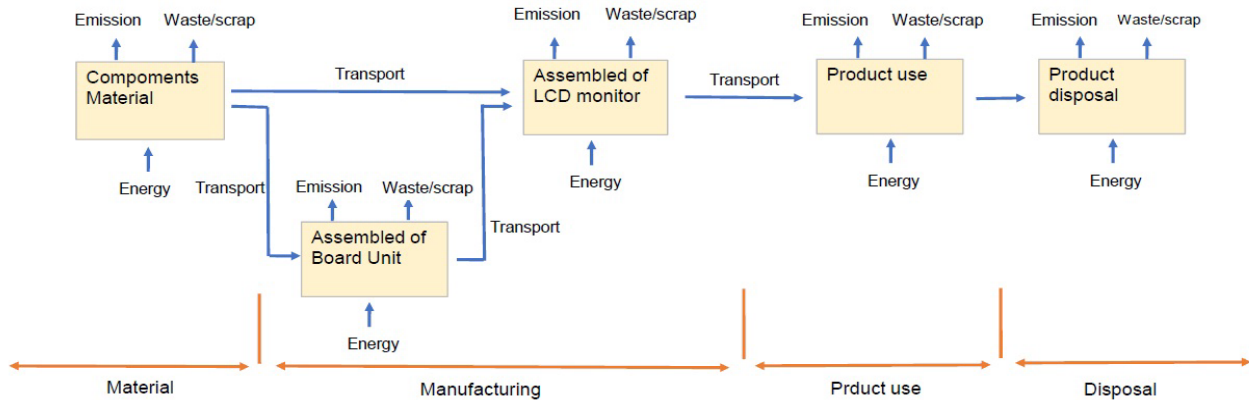 Emission Waste/scrap
Compoments
Material
Energy
Transport
Transport
Emission Waste/scrap
Assembled of
Board Unit
Energy
Transport
Emission Waste/scrap
Assembled of
LCD monitor
Energy
Transport
Emission Waste/scrap
Product use
Energy
Emission Waste/scrap
Product
disposal
Energy
Material
Manufacturing
Prduct use
Disposal